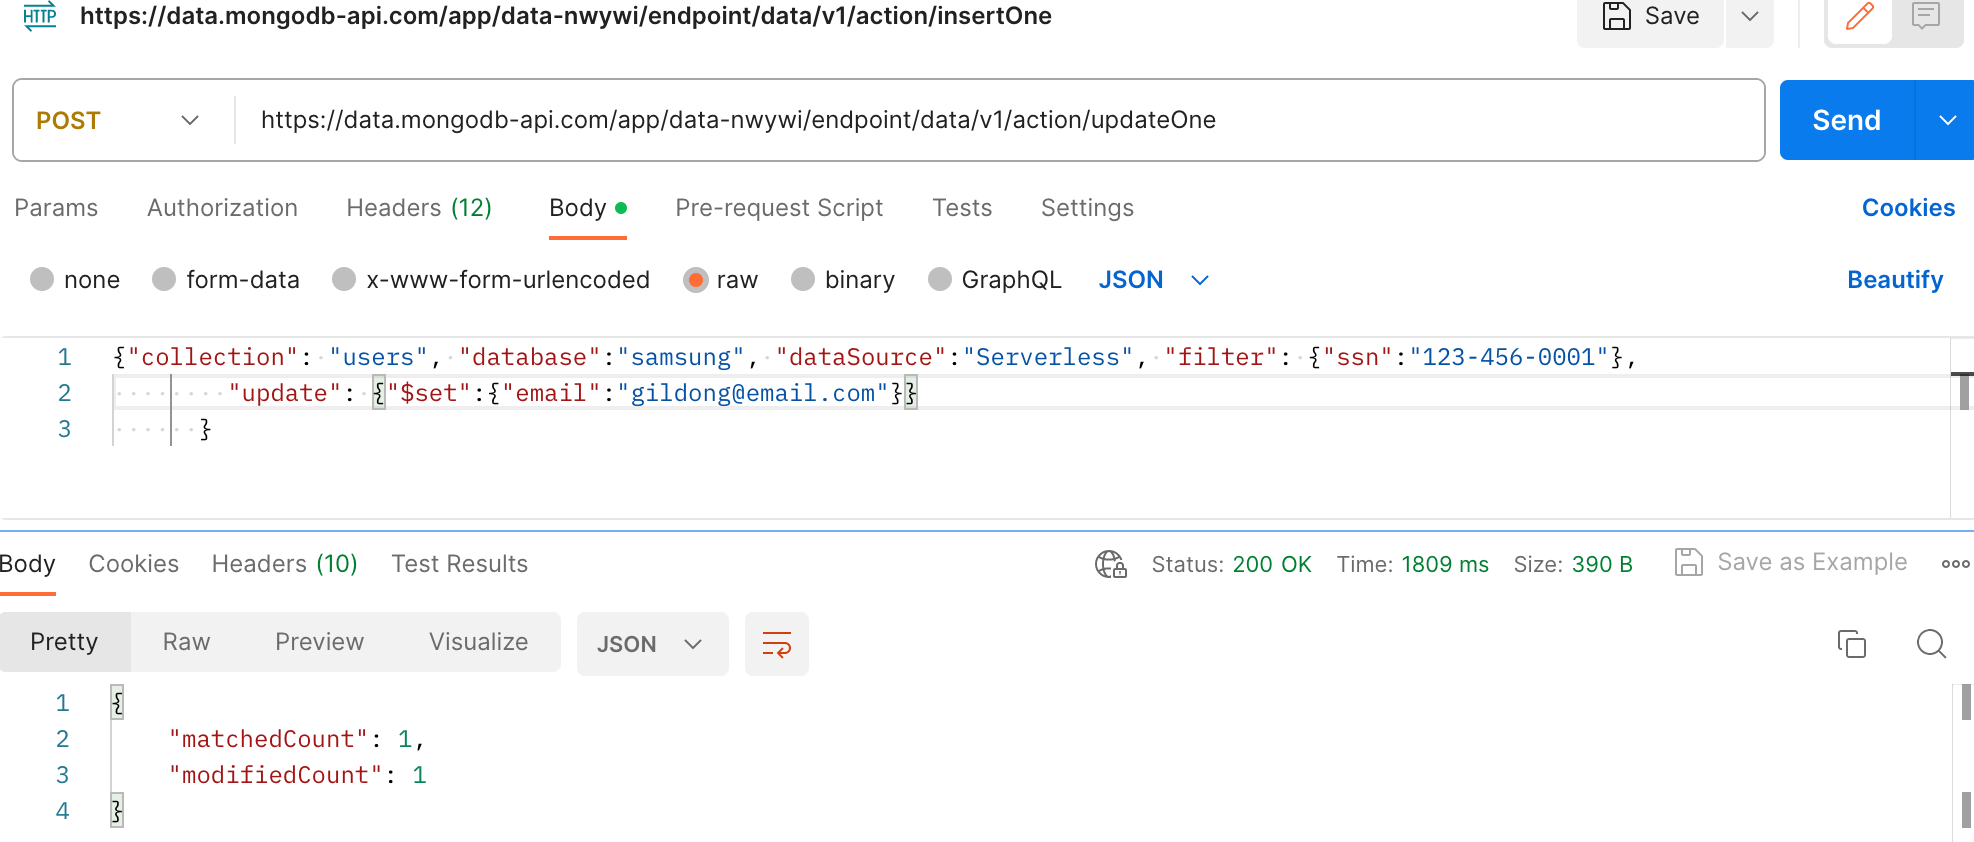 HTTP https://data.mongodb-api.com/app/data-nwywi/endpoint/data/v1/action/insertOne Save
POST https://data.mongodb-api.com/app/data-nwywi/endpoint/data/v1/action/updateOne Send
Params Authorization Headers (12) Body Pre-request Script Tests Settings Cookies
none form-data x-www-form-urlencoded raw binary GraphQL JSON Beautify
1 {"collection": "users", "database":"samsung", "dataSource":"Serverless", "filter": {"ssn":"123-456-0001"},
2 "update": {"$set":{"email":"gildong@email.com"}}
3 }
Body Cookies Headers (10) Test Results Status: 200 OK Time: 1809 ms Size: 390 B Save as Example
Pretty Raw Preview Visualize JSON
1 {
2 "matchedCount": 1,
3 "modifiedCount": 1
4 }